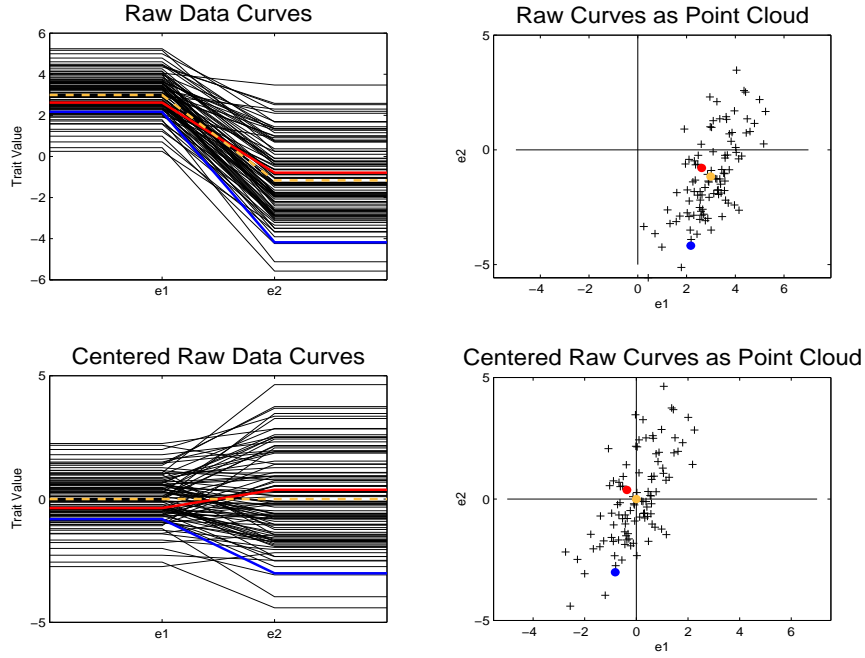 Raw Data Curves
6
4
2
0
−2
−4
−6
Trait Value
e1
e2
Raw Curves as Point Cloud
5
0
−5
e2
−4
−2
0
2
4
6
e1
Centered Raw Data Curves
5
0
−5
Trait Value
e1
e2
Centered Raw Curves as Point Cloud
5
0
−5
e2
−4
−2
0
2
4
6
e1